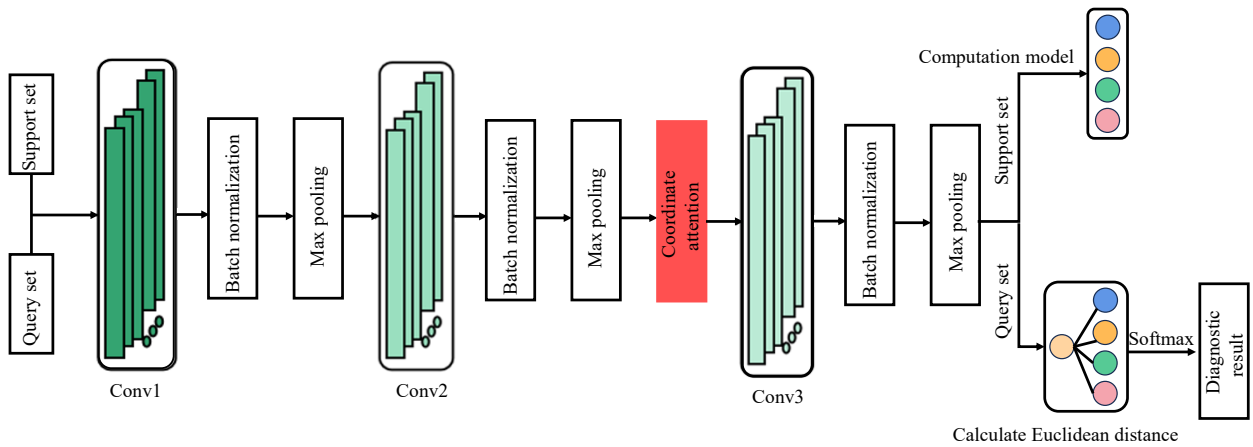 Support set
Query set
Conv1
Batch normalization
Max pooling
Conv2
Batch normalization
Max pooling
Coordinate
attention
Conv3
Batch normalization
Max pooling
Support set
Computation model
Query set
Calculate Euclidean distance
Softmax
Diagnostic
result